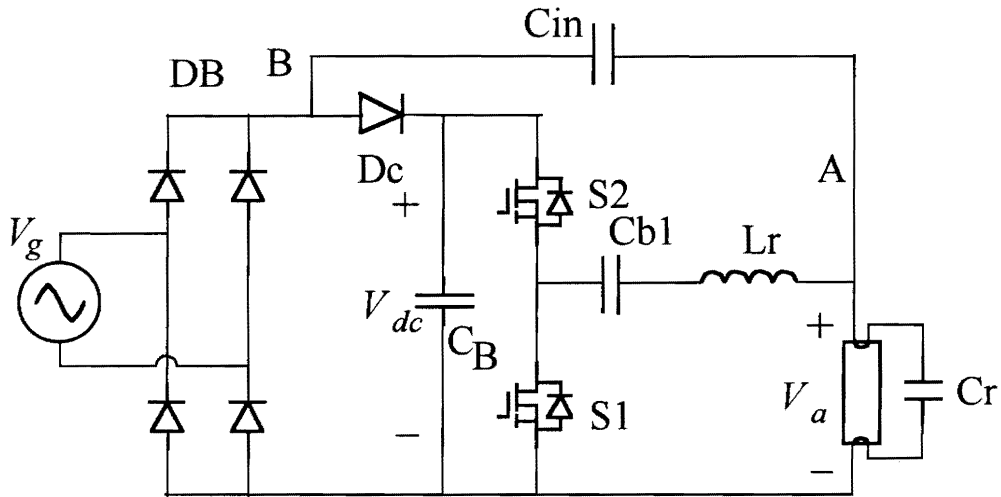 Cin
DB
B
Dc
A
+
S2
Cb1
Lr
Vg
Vdc
CB
+
Va
Cr
S1
−
−